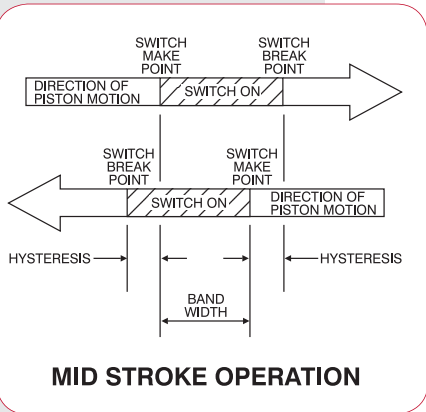 SWITCH
MAKE
POINT
SWITCH
BREAK
POINT
DIRECTION OF
PISTON MOTION
SWITCH ON
SWITCH
BREAK
POINT
SWITCH
MAKE
POINT
SWITCH ON
DIRECTION OF
PISTON MOTION
HYSTERESIS
HYSTERESIS
BAND
WIDTH
MID STROKE OPERATION